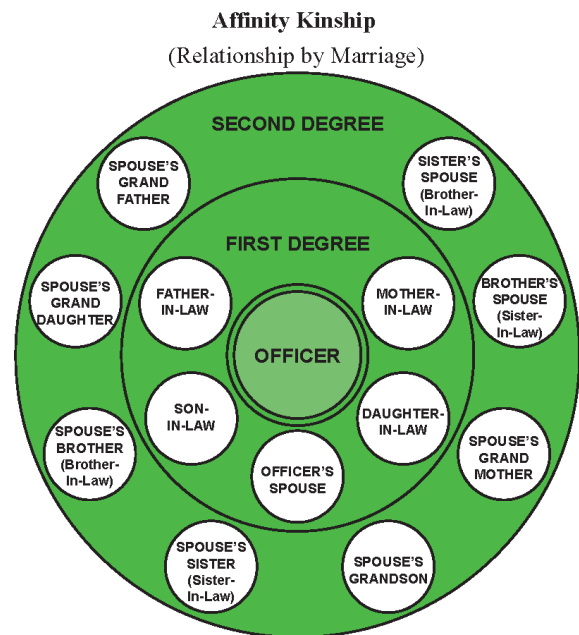 Affinity Kinship
(Relationship by Marriage)
SECOND DEGREE
SPOUSE'S
GRAND
FATHER
SISTER'S
SPOUSE
(Brother-
In-Law)
FIRST DEGREE
SPOUSE'S
GRAND
DAUGHTER
FATHER-
IN-LAW
MOTHER-
IN-LAW
BROTHER'S
SPOUSE
(Sister-
In-Law)
OFFICER
SON-
IN-LAW
DAUGHTER-
IN-LAW
SPOUSE'S
BROTHER
(Brother-
In-Law)
OFFICER'S
SPOUSE
SPOUSE'S
GRAND
MOTHER
SPOUSE'S
SISTER
(Sister-
In-Law)
SPOUSE'S
GRANDSON